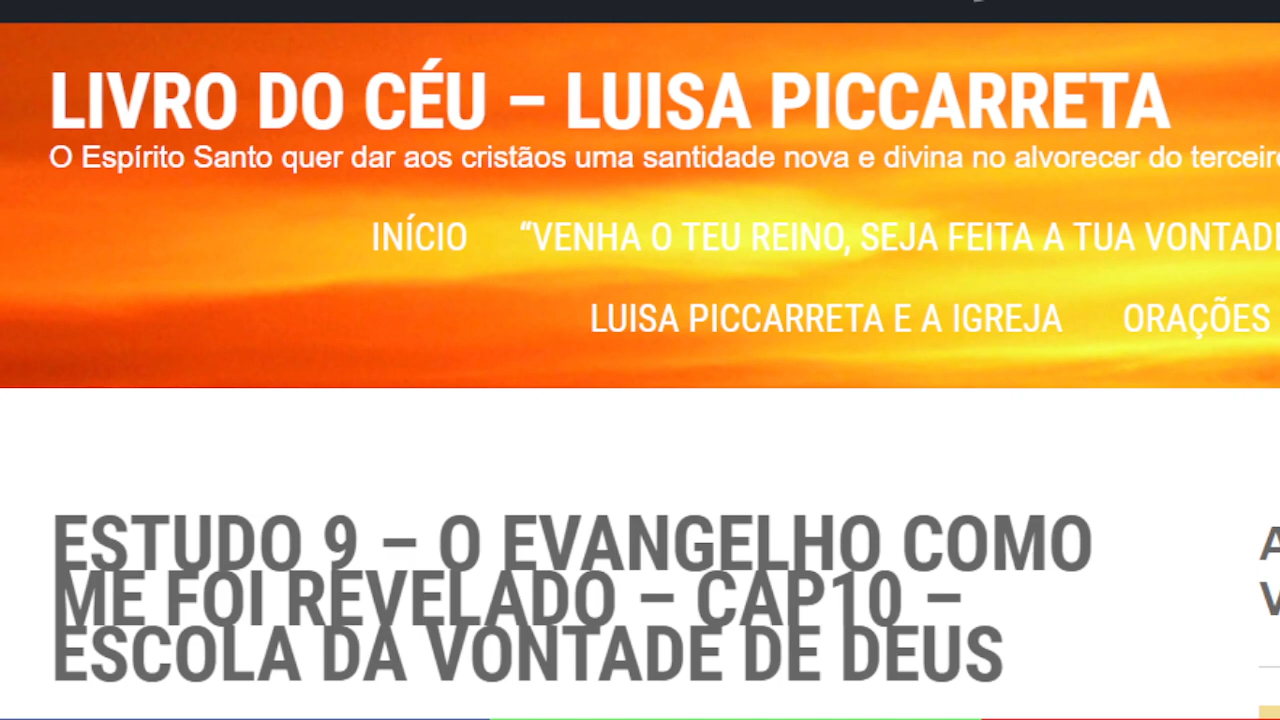 LIVRO DO CÉU – LUISA PICCARRETA
O Espírito Santo quer dar aos cristãos uma santidade nova e divina no alvorecer do
INÍCIO “VENHA O TEU REINO, SEJA FEITA A TUA
LUISA PICCARRETA E A IGREJA ORAÇÕES
ESTUDO 9 – O EVANGELHO COMO
ME FOI REVELADO – CAP10 –
ESCOLA DA VONTADE DE DEUS